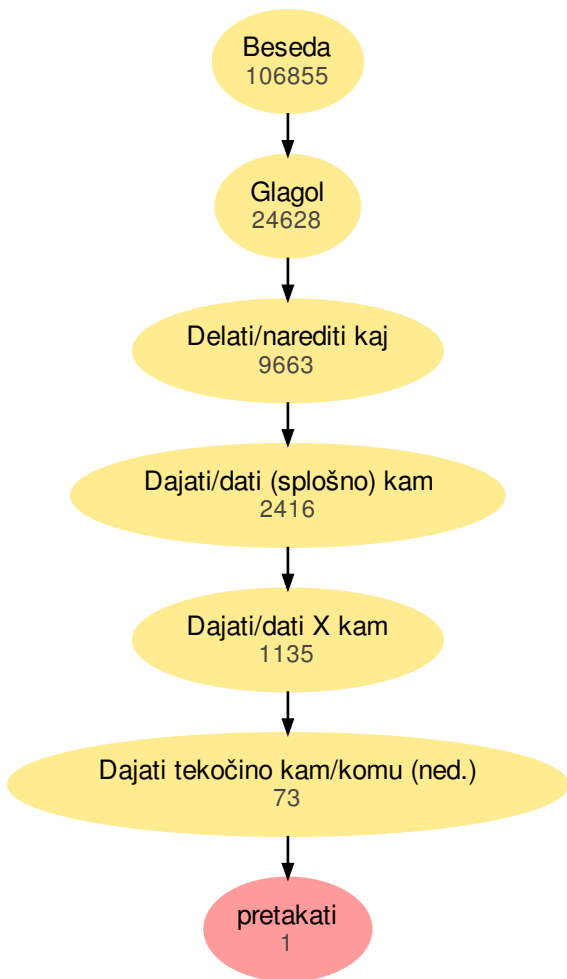 Beseda
106855
Glagol
24628
Delati/narediti kaj
9663
Dajati/dati (splošno) kam
2416
Dajati/dati X kam
1135
Dajati tekočino kam/komu (ned.)
73
pretakati
1